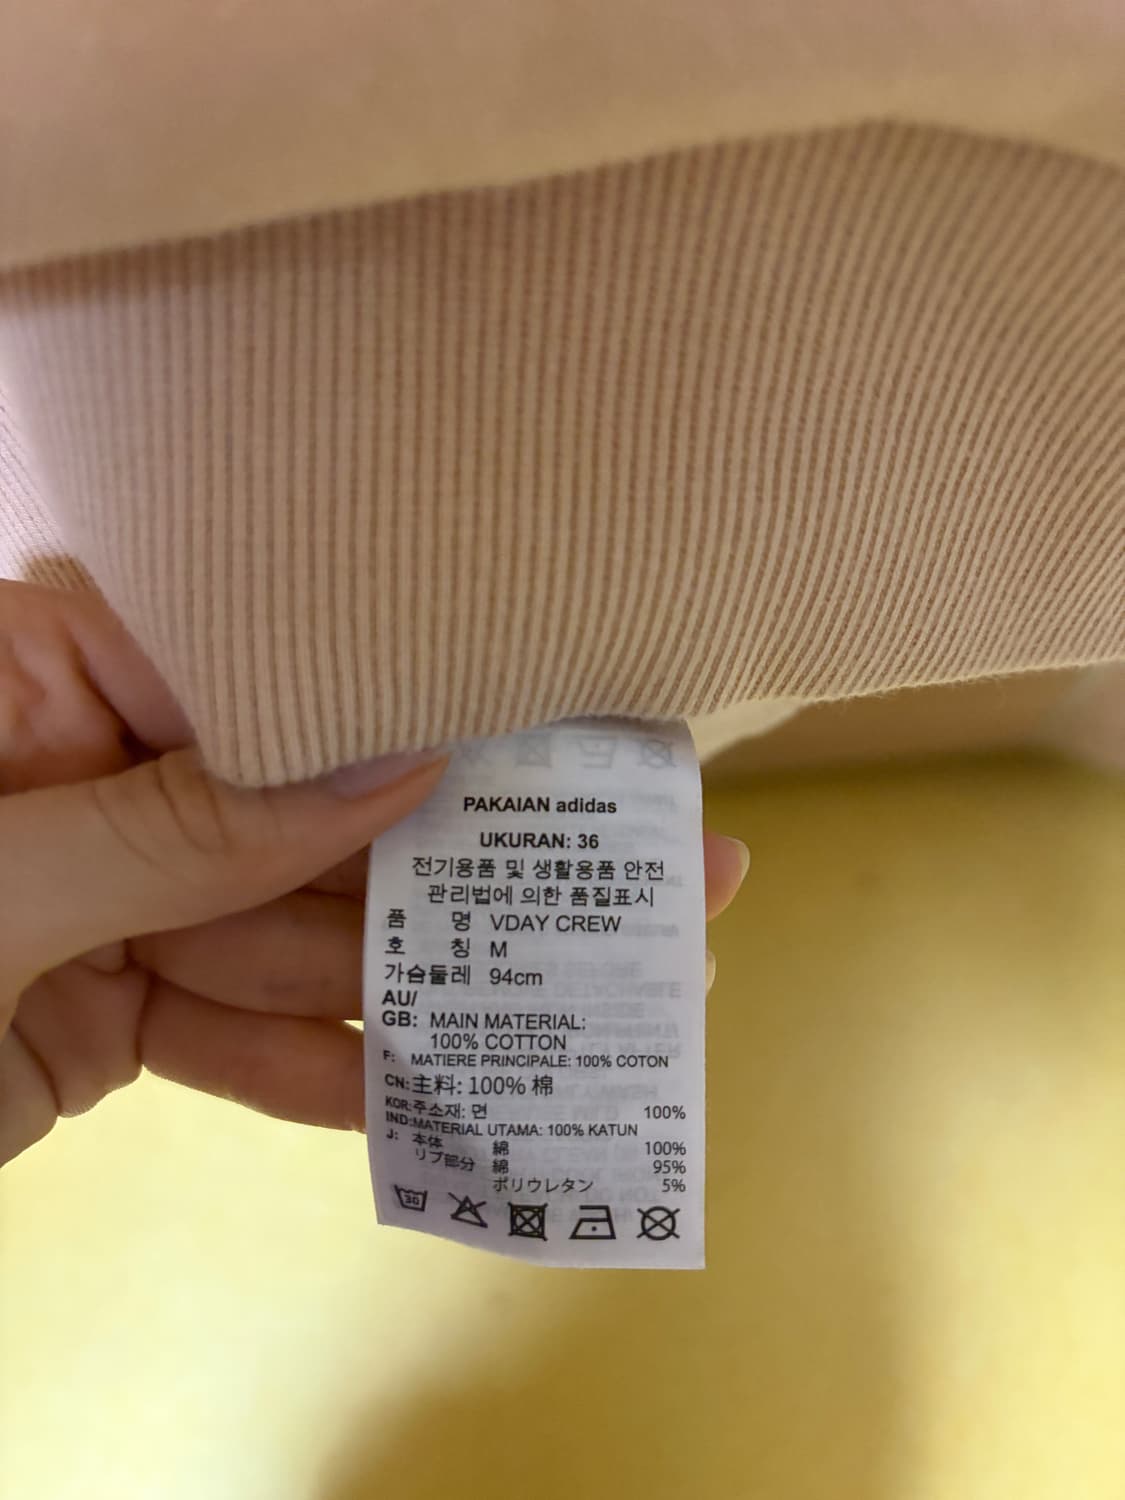 PAKAIAN adidas
UKURAN: 36
전기용품 및 생활용품 안전
관리법에 의한 품질표시
품 명 VDAY CREW
호 칭 M
가슴둘레 94cm
AU/
GB: MAIN MATERIAL:
100% COTTON
F: MATIERE PRINCIPALE: 100% COTON
CN: 主料: 100% 棉
KOR: 주소재: 면 100%
IND: MATERIAL UTAMA: 100% KATUN
J: 本体 綿 100%
リブ部分 綿 95%
ポリウレタン 5%
30